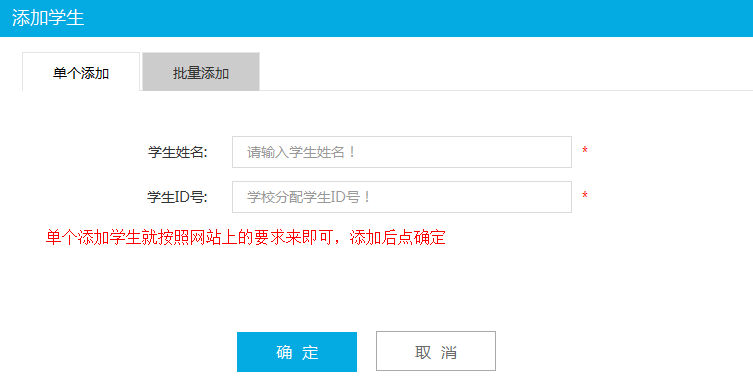 添加学生
单个添加 批量添加
学生姓名: 请输入学生姓名！ *
学生ID号: 学校分配学生ID号！ *
单个添加学生就按照网站上的要求来即可，添加后点确定
确 定 取 消